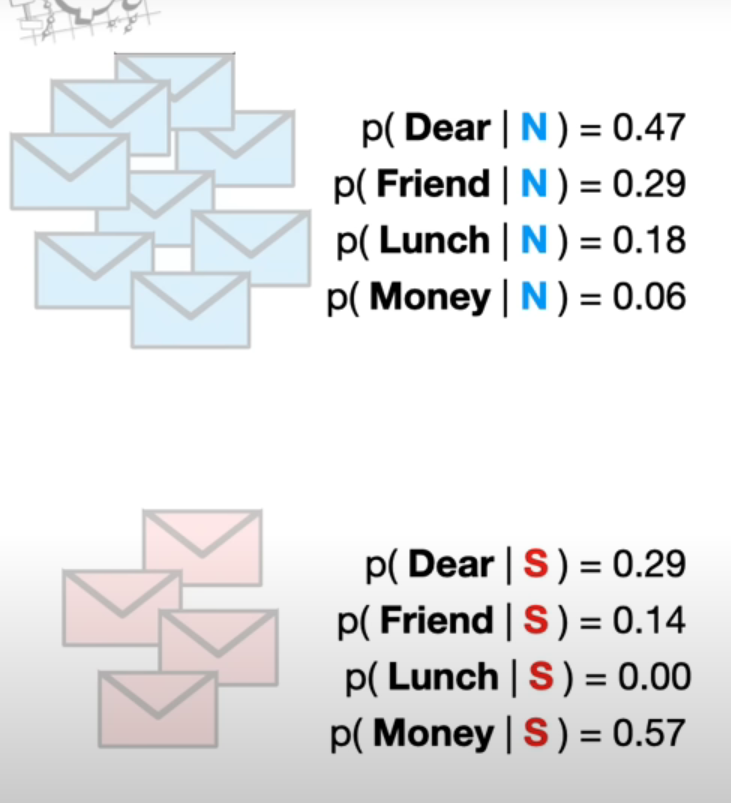 p( Dear | N ) = 0.47
p( Friend | N ) = 0.29
p( Lunch | N ) = 0.18
p( Money | N ) = 0.06
p( Dear | S ) = 0.29
p( Friend | S ) = 0.14
p( Lunch | S ) = 0.00
p( Money | S ) = 0.57